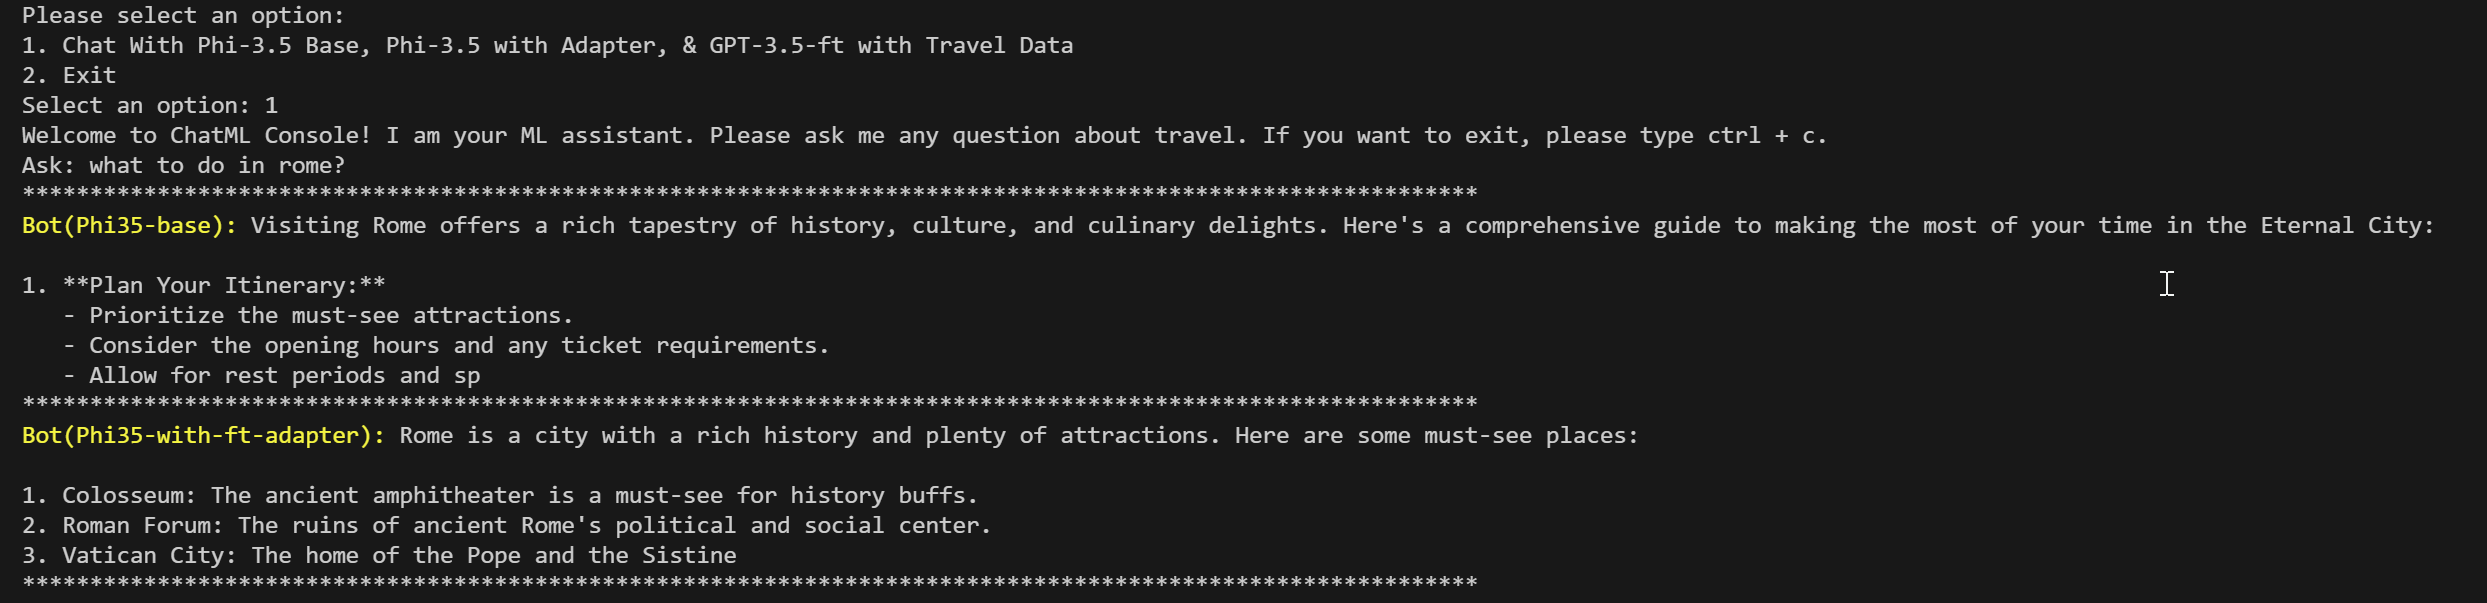 Please select an option:
1. Chat With Phi-3.5 Base, Phi-3.5 with Adapter, & GPT-3.5-ft with Travel Data
2. Exit
Select an option: 1
Welcome to ChatML Console! I am your ML assistant. Please ask me any question about travel. If you want to exit, please type ctrl + c.
Ask: what to do in rome?
************************************************************************************************************
Bot(Phi35-base): Visiting Rome offers a rich tapestry of history, culture, and culinary delights. Here's a comprehensive guide to making the most of your time in the Eternal City:
1. **Plan Your Itinerary:**
- Prioritize the must-see attractions.
- Consider the opening hours and any ticket requirements.
- Allow for rest periods and sp
************************************************************************************************************
Bot(Phi35-with-ft-adapter): Rome is a city with a rich history and plenty of attractions. Here are some must-see places:
1. Colosseum: The ancient amphitheater is a must-see for history buffs.
2. Roman Forum: The ruins of ancient Rome's political and social center.
3. Vatican City: The home of the Pope and the Sistine
************************************************************************************************************